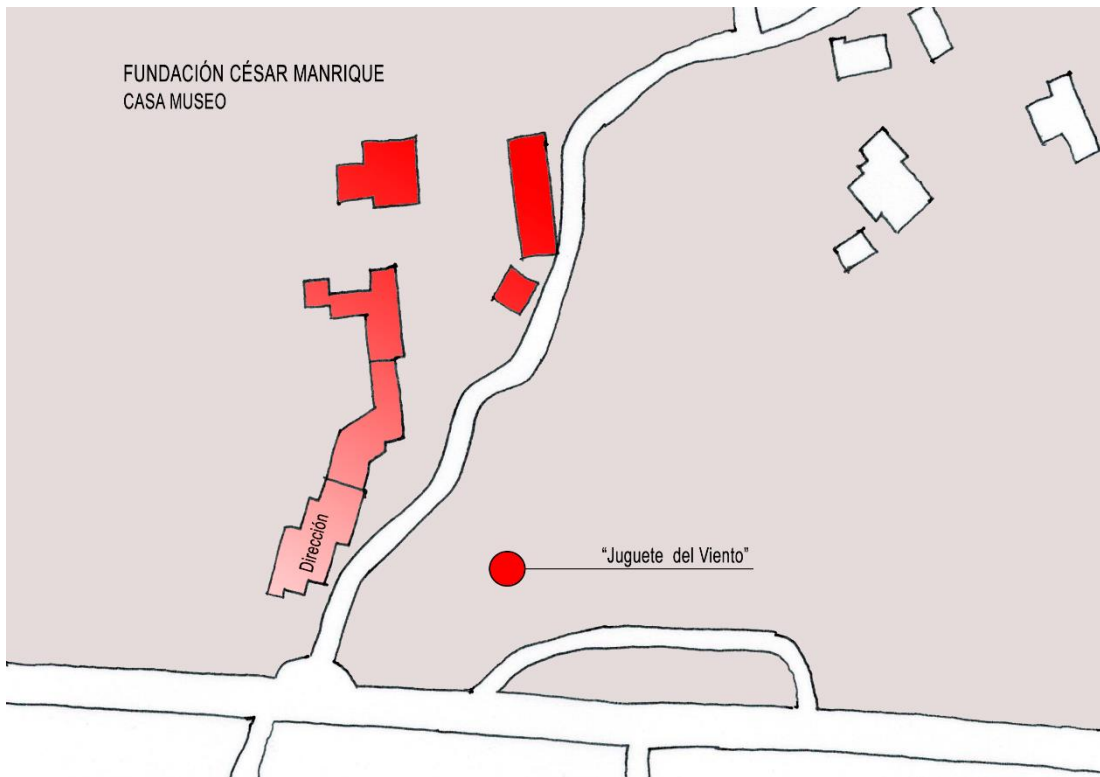 FUNDACIÓN CÉSAR MANRIQUE
CASA MUSEO
Dirección
“Juguete del Viento”